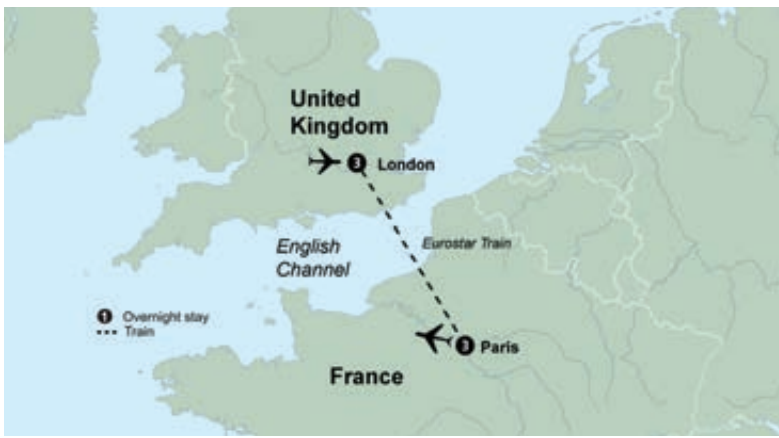 United
Kingdom
3 London
English
Channel
Eurostar Train
1 Overnight stay
Train
3 Paris
France